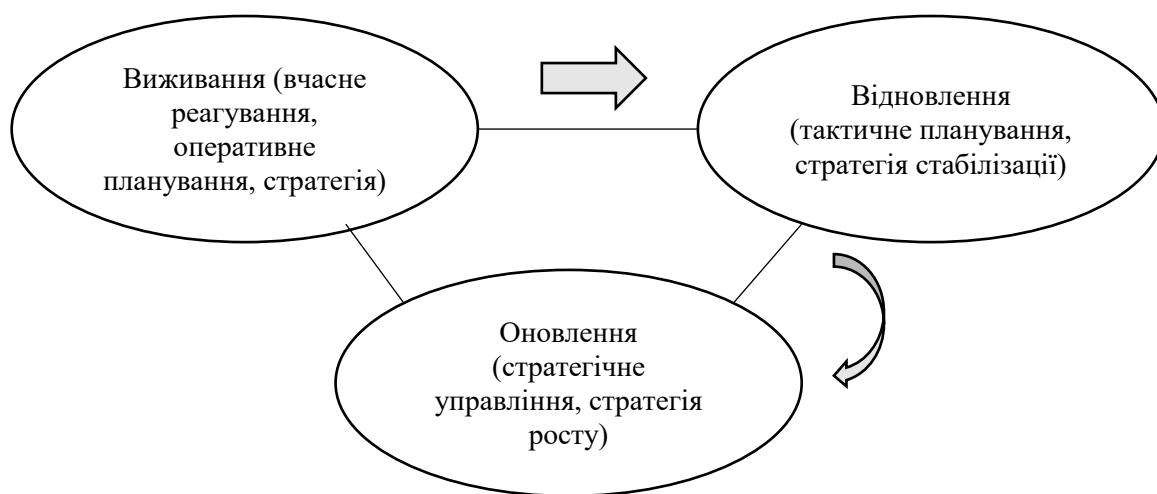 Виживання (вчасне
реагування,
оперативне
планування, стратегія)
Відновлення
(тактичне планування,
стратегія стабілізації)
Оновлення
(стратегічне
управління, стратегія
росту)